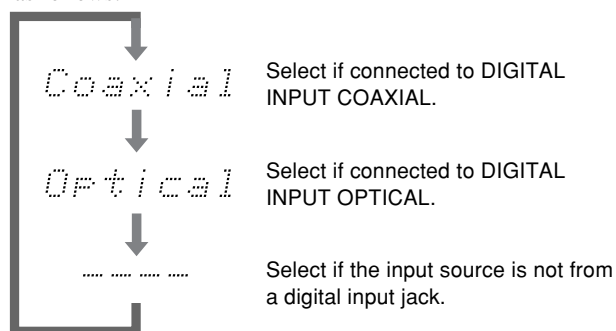 Coaxial
Select if connected to DIGITAL
INPUT COAXIAL.
Optical
Select if connected to DIGITAL
INPUT OPTICAL.
– – – –
Select if the input source is not from
a digital input jack.